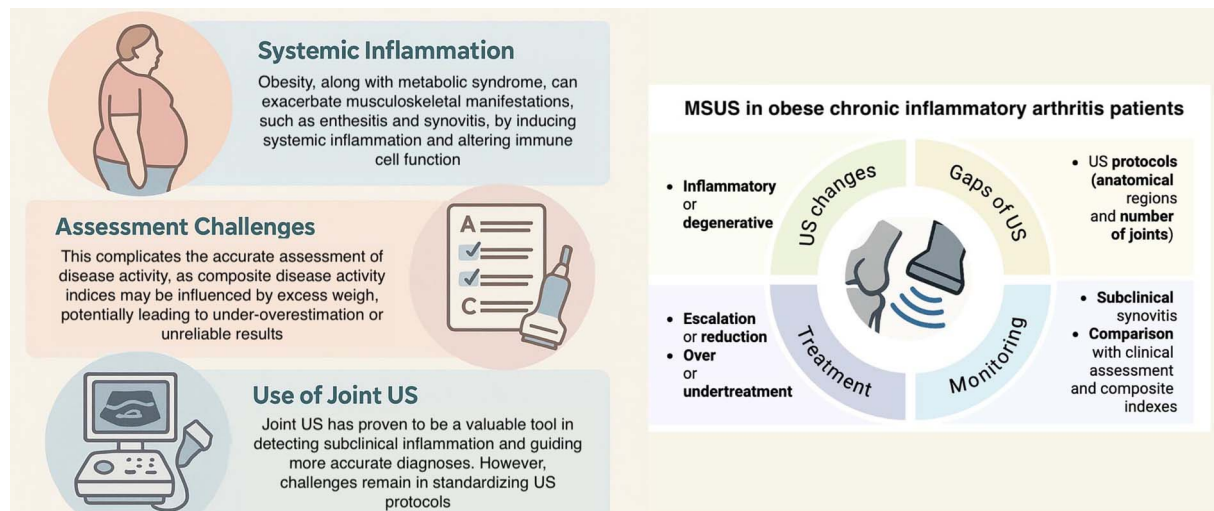 Systemic Inflammation
Obesity, along with metabolic syndrome, can
exacerbate musculoskeletal manifestations,
such as enthesitis and synovitis, by inducing
systemic inflammation and altering immune
cell function
Assessment Challenges
This complicates the accurate assessment of
disease activity, as composite disease activity
indices may be influenced by excess weigh,
potentially leading to under-overestimation or
unreliable results
A
C
Use of Joint US
Joint US has proven to be a valuable tool in
detecting subclinical inflammation and guiding
more accurate diagnoses. However,
challenges remain in standardizing US
protocols
MSUS in obese chronic inflammatory arthritis patients
• Inflammatory
or
degenerative
US changes
Gaps of US
• US protocols
(anatomical
regions
and number
of joints)
• Escalation
or reduction
• Over
or
undertreatment
Treatment
Monitoring
• Subclinical
synovitis
• Comparison
with clinical
assessment
and composite
indexes